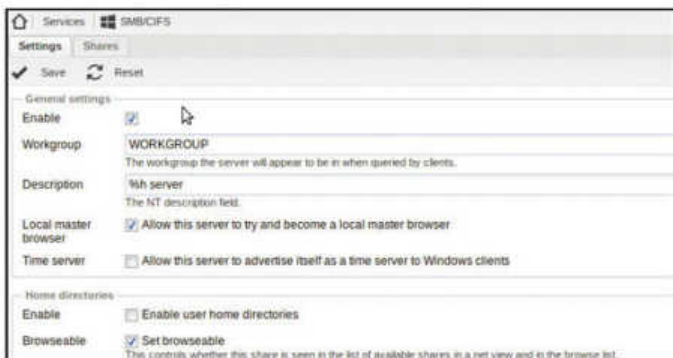 Services SMB/CIFS
Settings Shares
Save Reset
General settings
Enable
Workgroup WORKGROUP
The workgroup the server will appear to be in when queried by clients.
Description %h server
The NT description field.
Local master browser Allow this server to try and become a local master browser
Time server Allow this server to advertise itself as a time server to Windows clients
Home directories
Enable Enable user home directories
Browseable Set browseable
This controls whether this share is seen in the list of available shares in a net view and in the browse list.